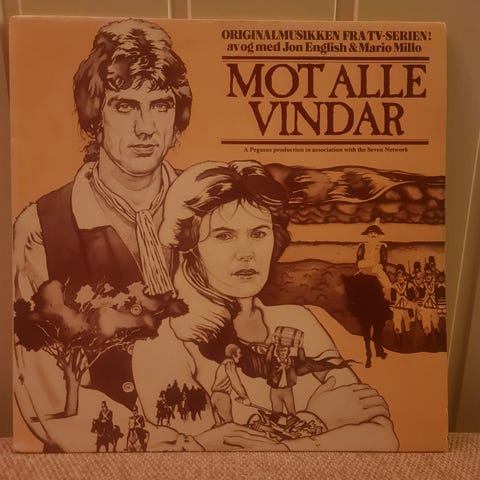 ORIGINALMUSIKKEN FRA TV-SERIEN!
av og med Jon English & Mario Millo
MOT ALLE
VINDAR
A Pegasus production in association with the Seven Network